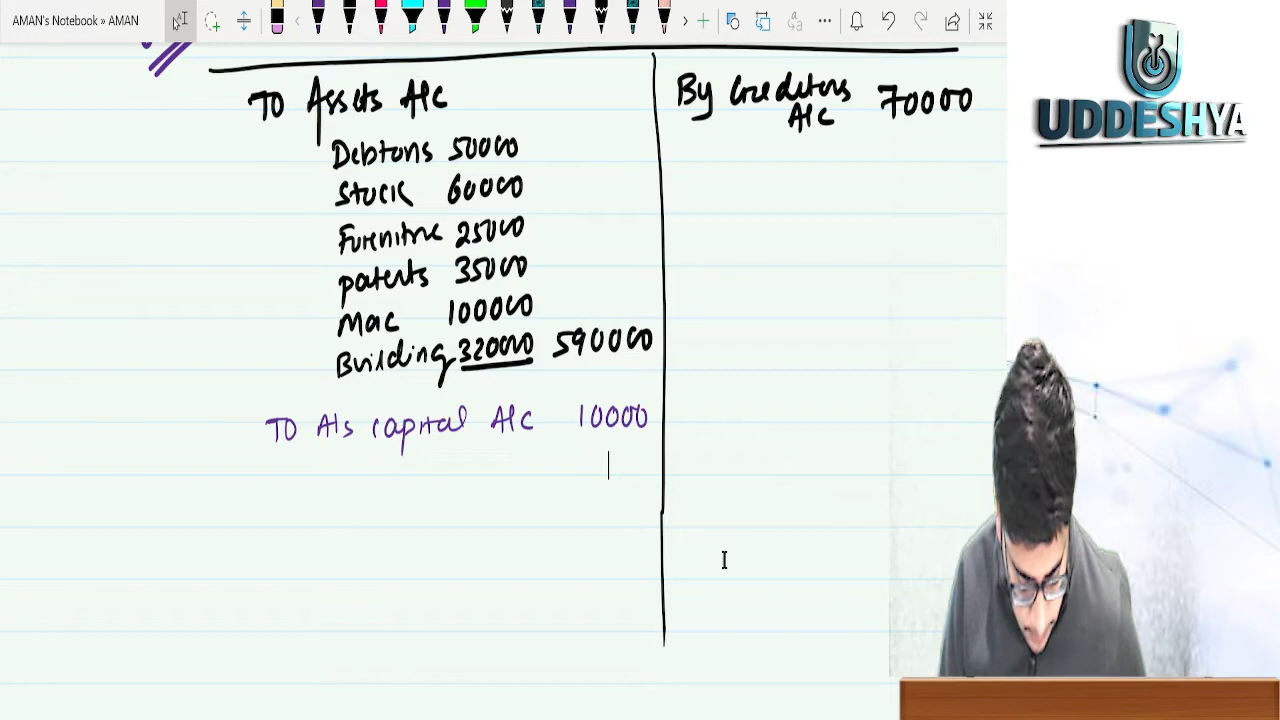 AMAN's Notebook » AMAN
To Assets A/c
Debtors 50000
Stock 60000
Furniture 25000
patents 35000
Mac 100000
Building 320000 590000
TO A's capital A/c 10000
By Creditors A/c 70000
UDDESHYA